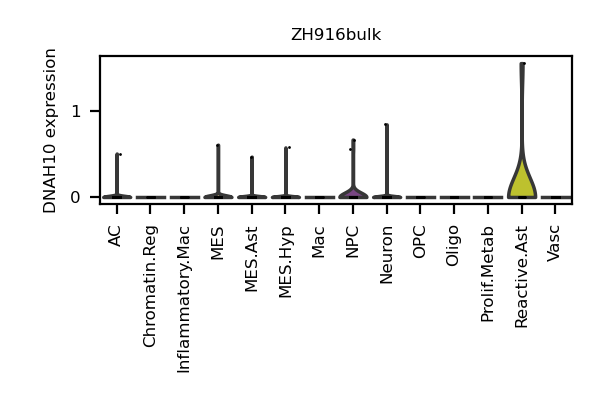 ZH916bulk
DNAH10 expression
1
0
AC
Chromatin.Reg
Inflammatory.Mac
MES
MES.Ast
MES.Hyp
Mac
NPC
Neuron
OPC
Oligo
Prolif.Metab
Reactive.Ast
Vasc